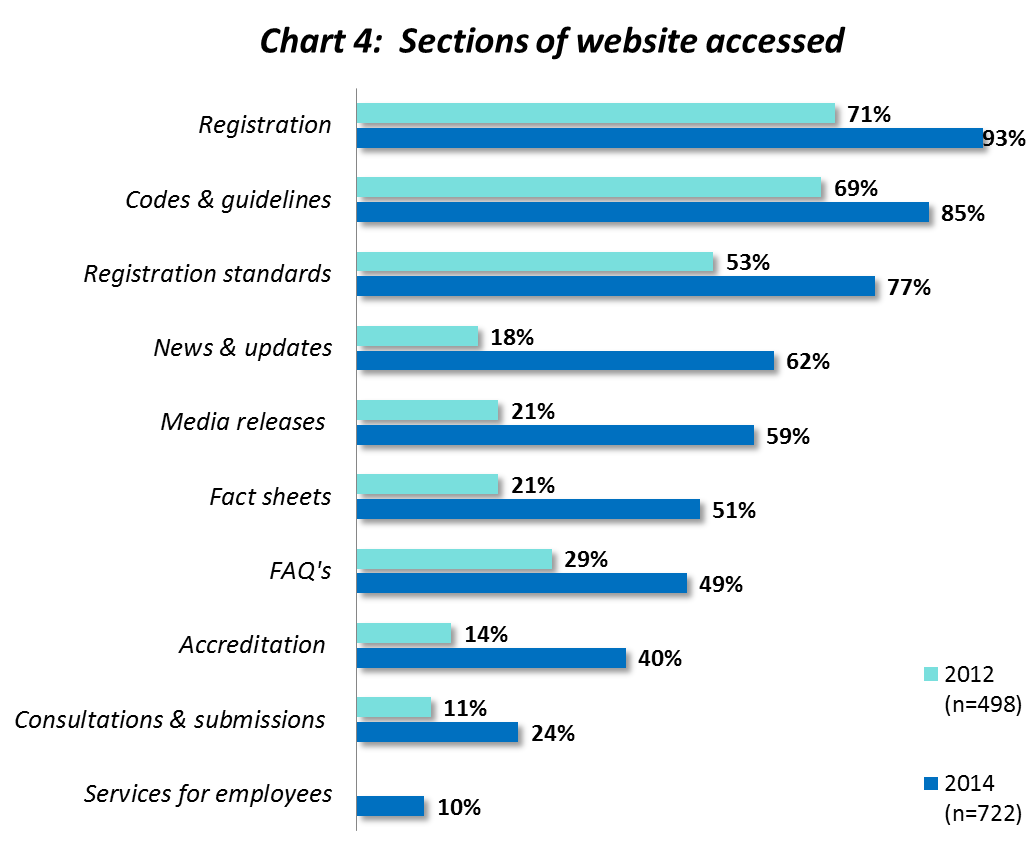 Chart 4:  Sections of website accessed
Registration
71%
93%
Codes & guidelines
69%
85%
Registration standards
53%
77%
News & updates
18%
62%
Media releases
21%
59%
Fact sheets
21%
51%
FAQ's
29%
49%
Accreditation
14%
40%
Consultations & submissions
11%
24%
Services for employees
10%
2012
(n=498)
2014
(n=722)